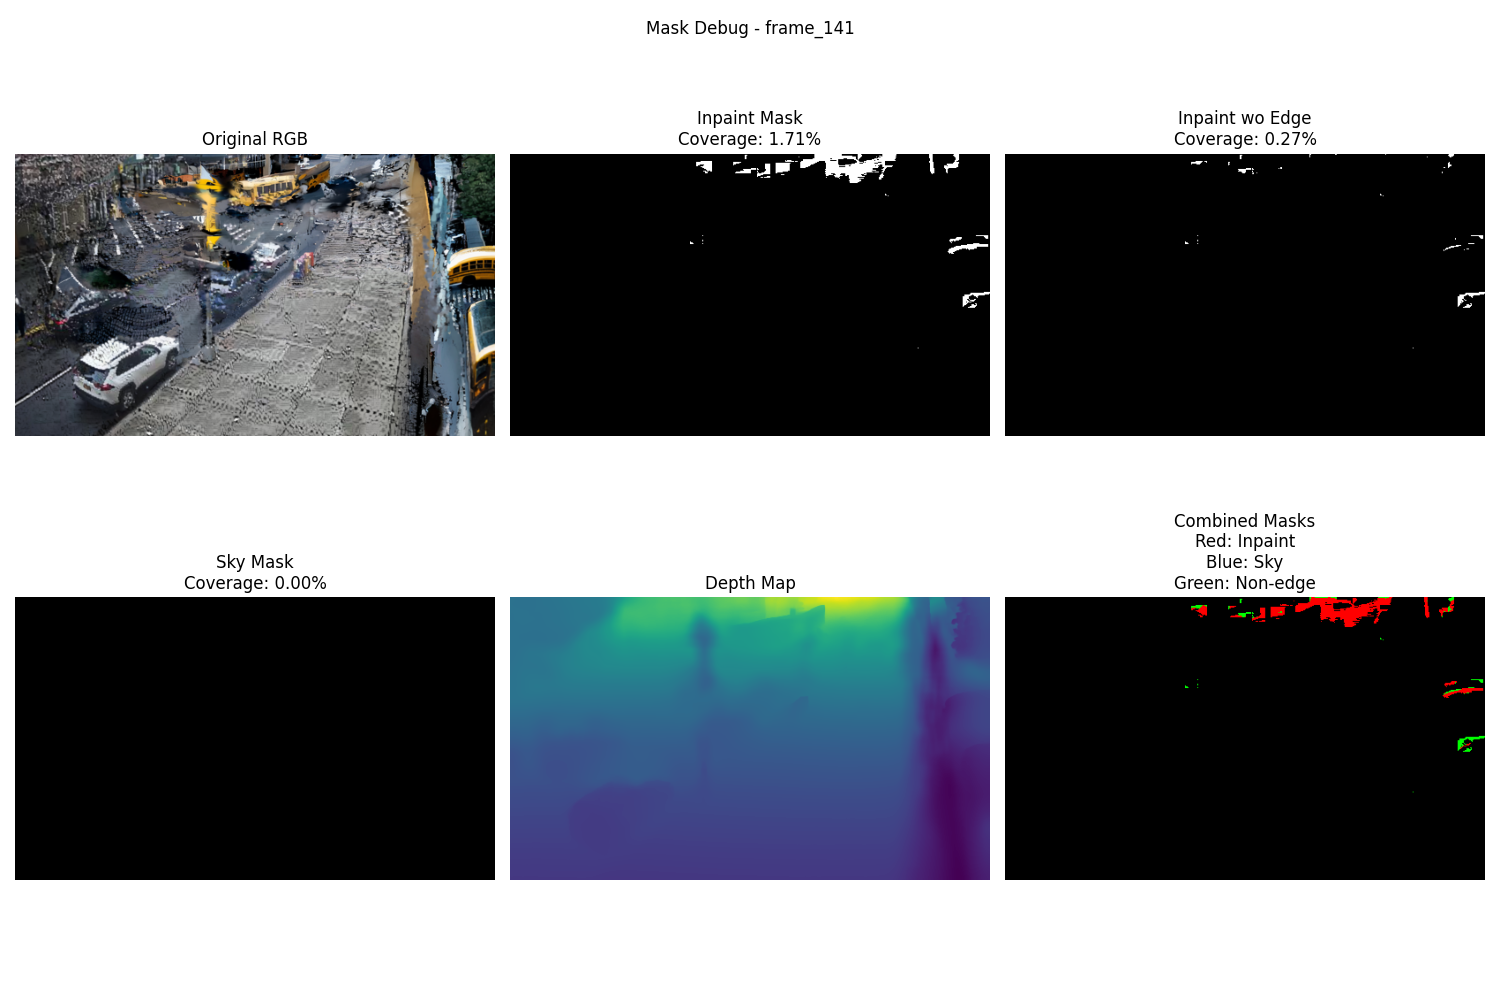 Mask Debug - frame_141
Original RGB
Inpaint Mask
Coverage: 1.71%
Inpaint wo Edge
Coverage: 0.27%
Sky Mask
Coverage: 0.00%
Depth Map
Combined Masks
Red: Inpaint
Blue: Sky
Green: Non-edge